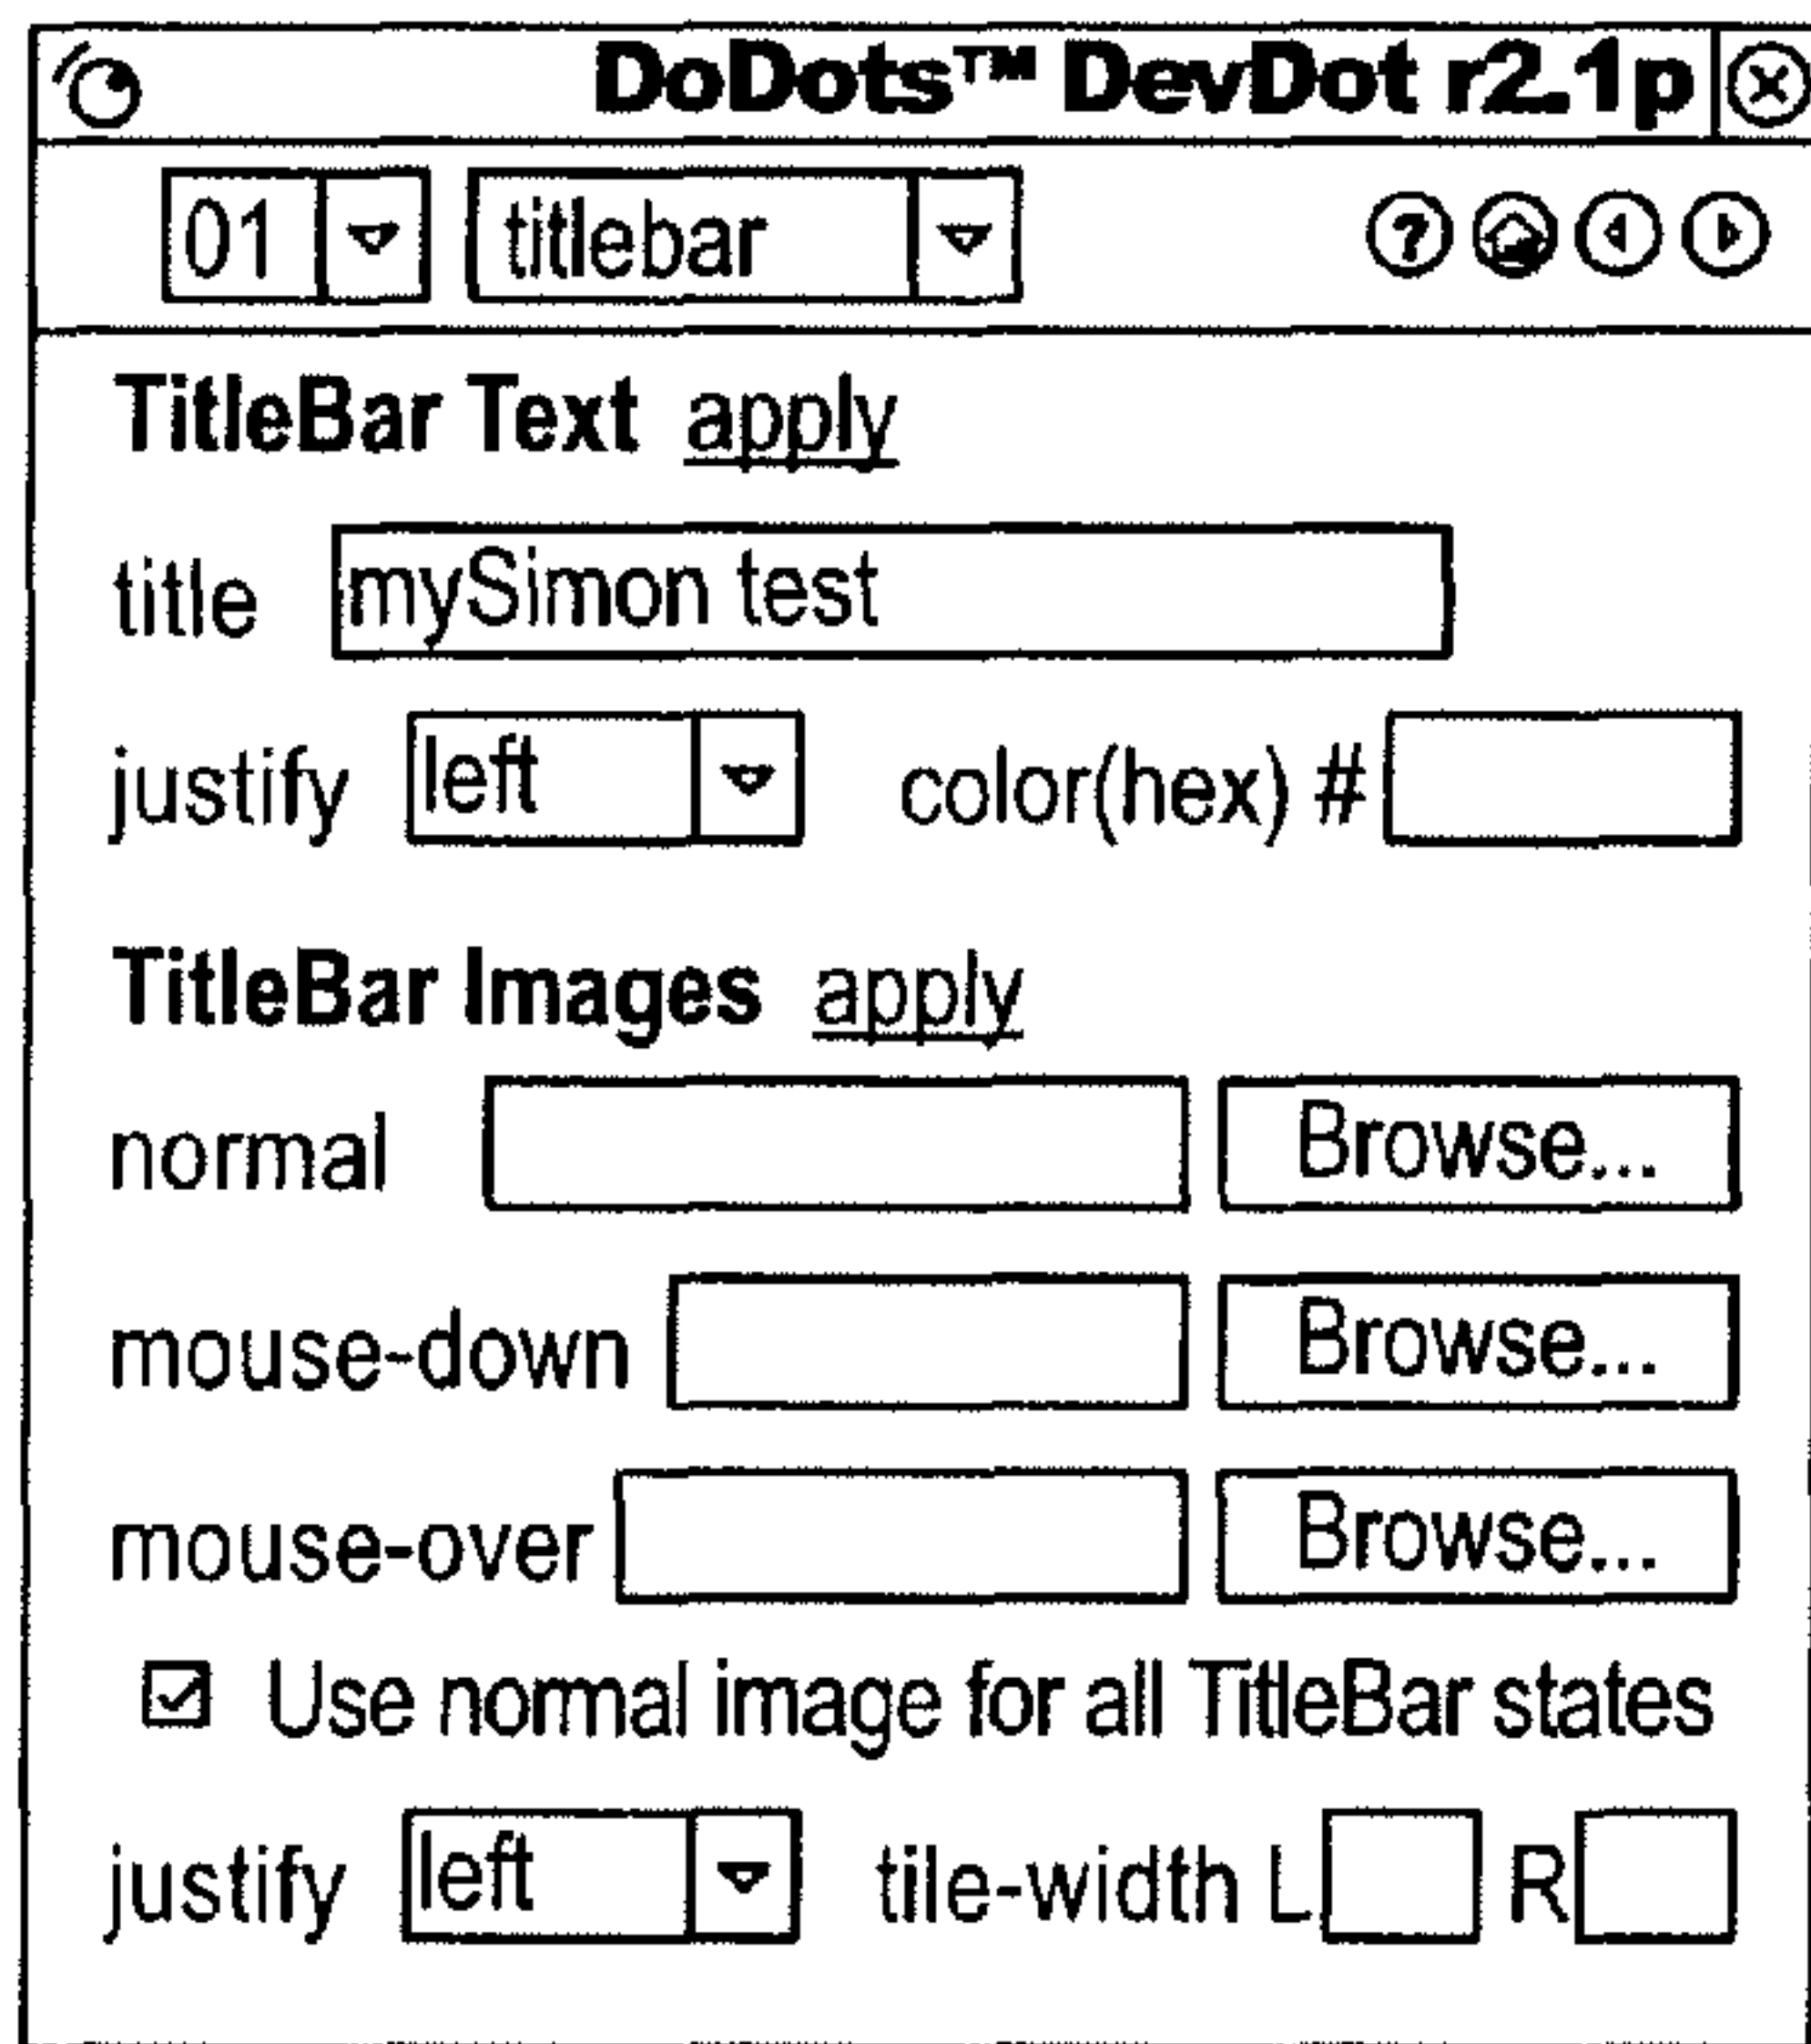 DoDots™ DevDot r2.1p
01 titlebar ?
TitleBar Text apply
title mySimon test
justify left color(hex) #
TitleBar Images apply
normal Browse...
mouse-down Browse...
mouse-over Browse...
Use normal image for all TitleBar states
justify left tile-width L R